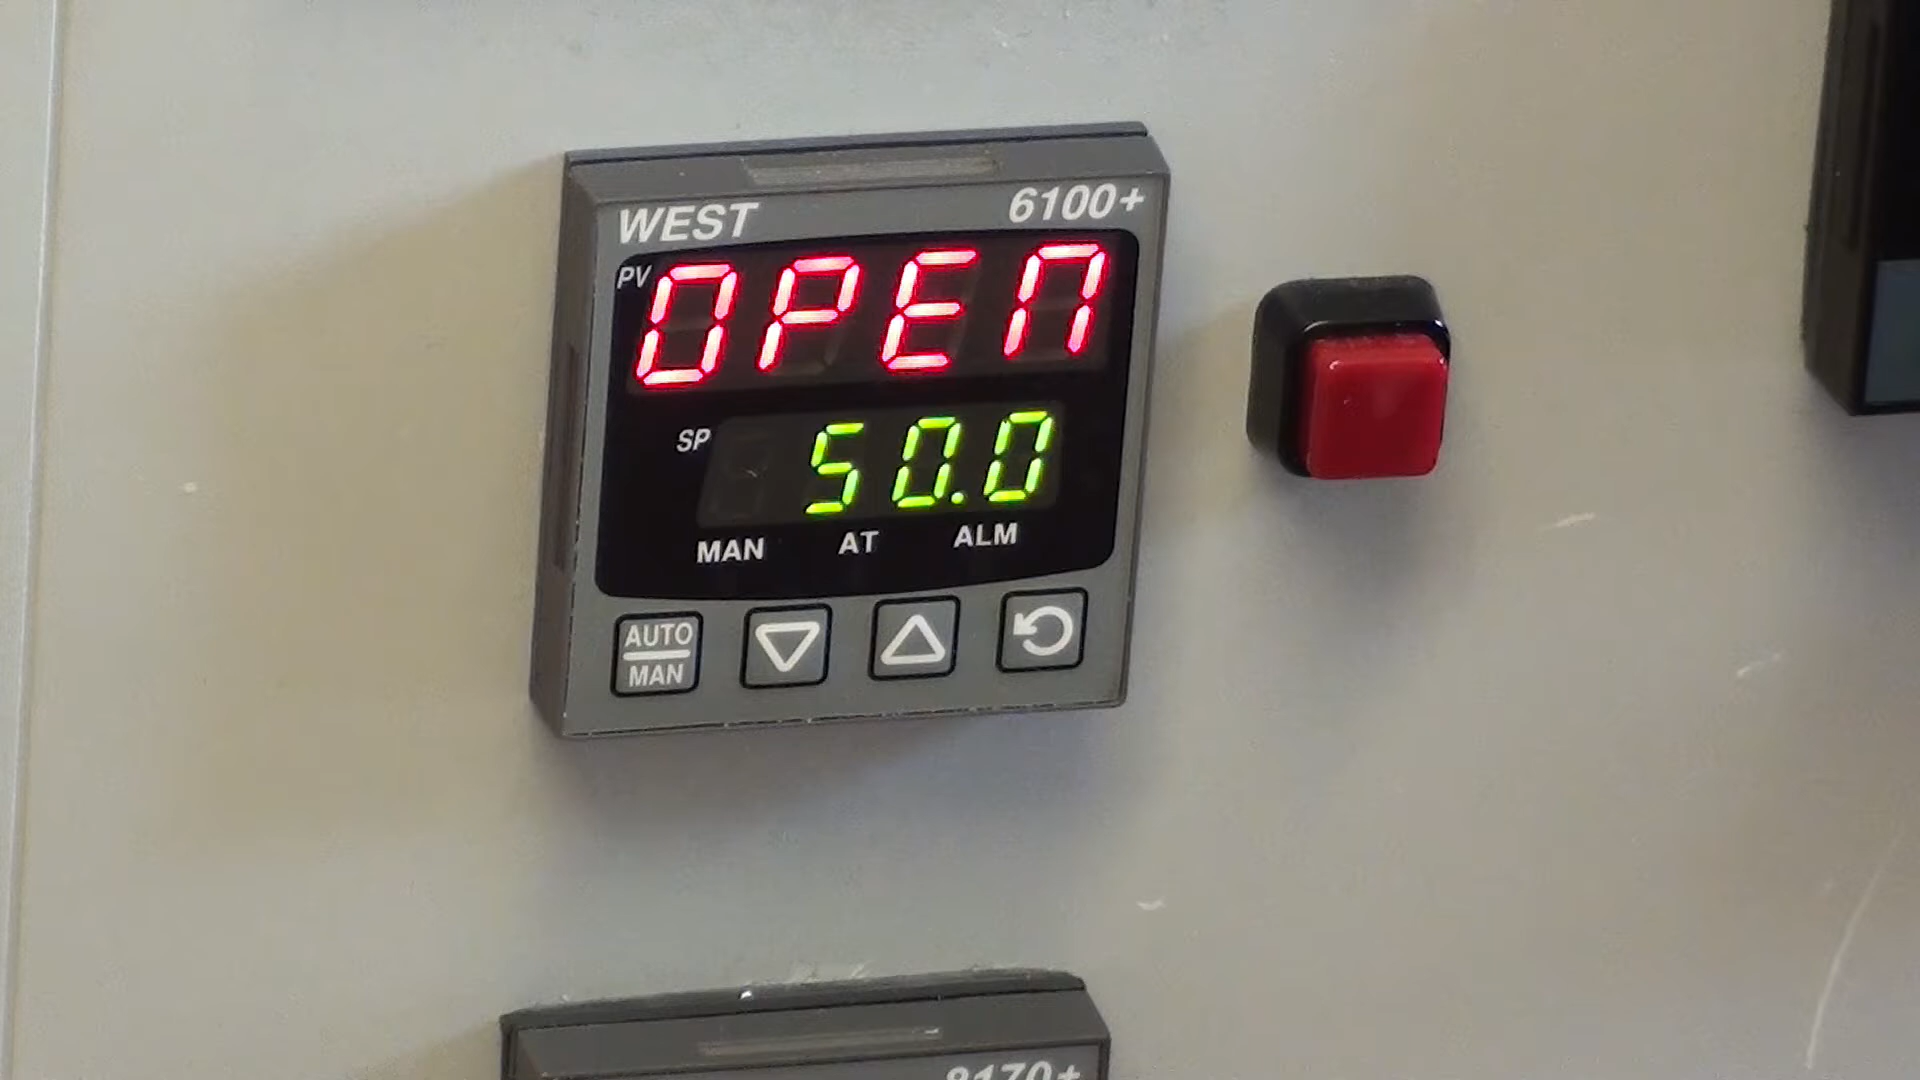 WEST 6100+
PV OPEN
SP 50.0
MAN AT ALM
AUTO
MAN
8170+